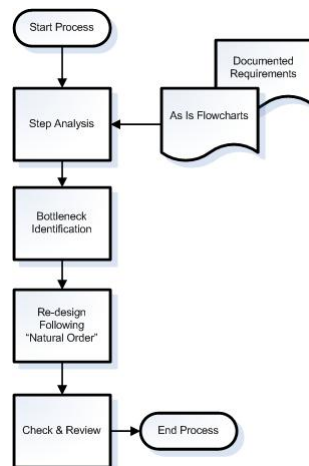 Start Process
Documented
Requirements
As Is Flowcharts
Step Analysis
Bottleneck
Identification
Re-design
Following
“Natural Order”
Check & Review
End Process